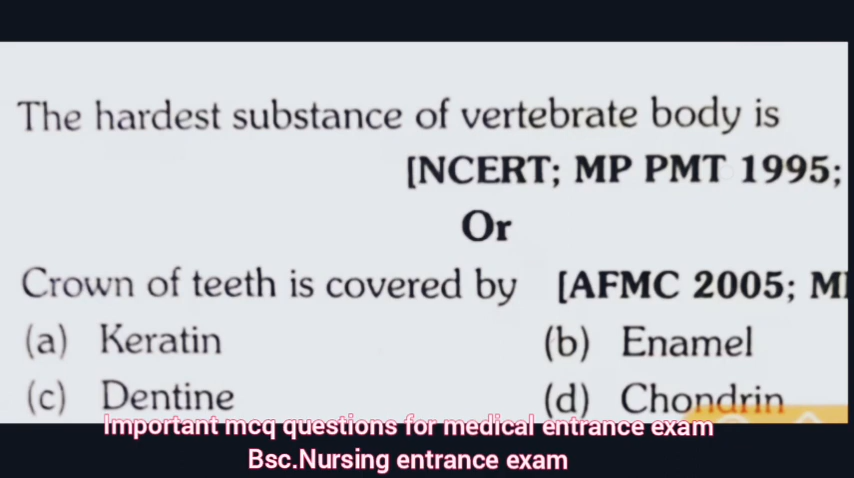 The hardest substance of vertebrate body is
[NCERT; MP PMT 1995;
Or
Crown of teeth is covered by [AFMC 2005;
(a) Keratin (b) Enamel
(c) Dentine (d) Chondrin
Important mcq questions for medical entrance exam
Bsc.Nursing entrance exam